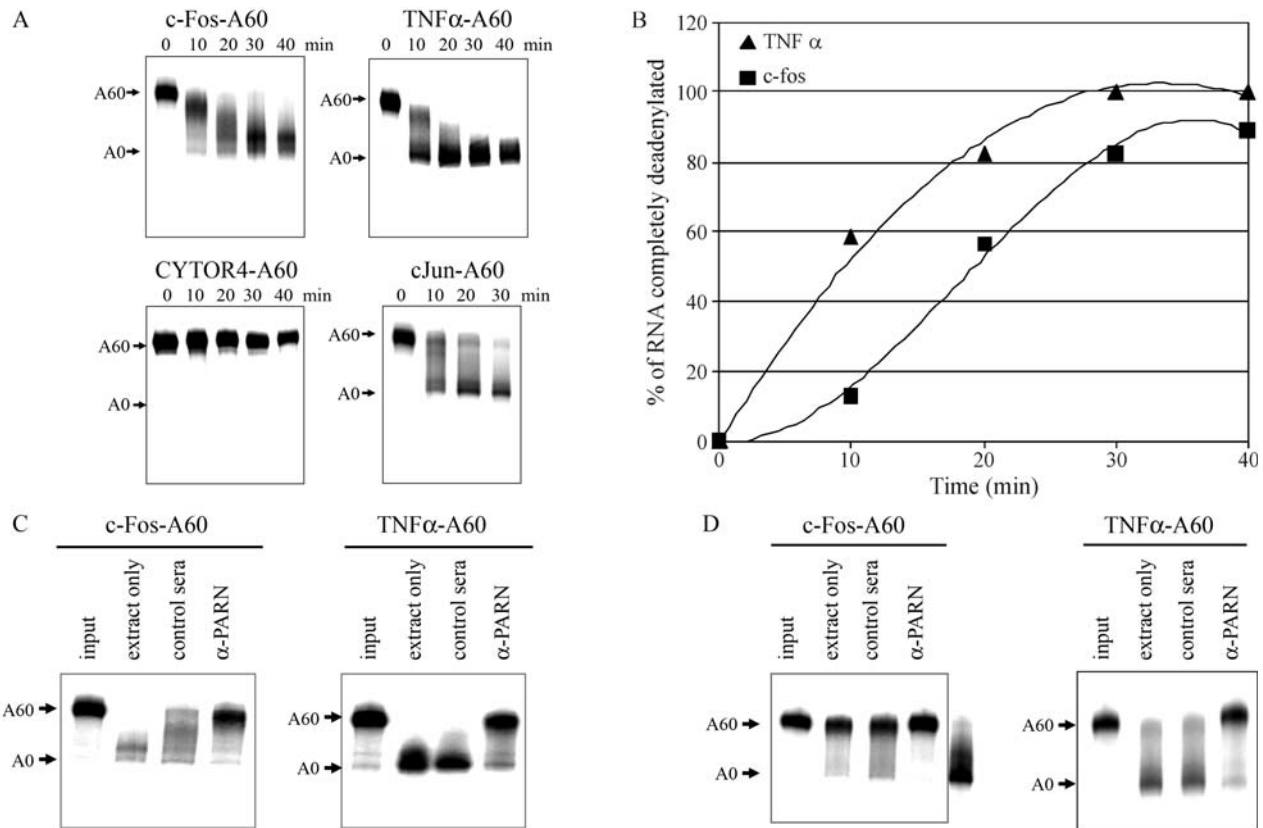 A
c-Fos-A60
0 10 20 30 40 min
A60
A0
TNFα-A60
0 10 20 30 40 min
A60
A0
CYTOR4-A60
0 10 20 30 40 min
A60
A0
cJun-A60
0 10 20 30 min
A60
A0
B
TNF α
c-fos
% of RNA completely deadenylated
120
100
80
60
40
20
0
0 10 20 30 40
Time (min)
C
c-Fos-A60
input
extract only
control sera
α-PARN
A60
A0
TNFα-A60
input
extract only
control sera
α-PARN
A60
A0
D
c-Fos-A60
input
extract only
control sera
α-PARN
A60
A0
TNFα-A60
input
extract only
control sera
α-PARN
A60
A0